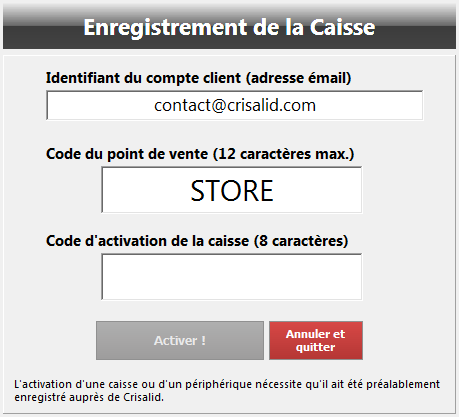 Enregistrement de la Caisse
Identifiant du compte client (adresse émail)
contact@crisalid.com
Code du point de vente (12 caractères max.)
STORE
Code d'activation de la caisse (8 caractères)
Activer !
Annuler et
quitter
L'activation d'une caisse ou d'un périphérique nécessite qu'il ait été préalablement
enregistré auprès de Crisalid.